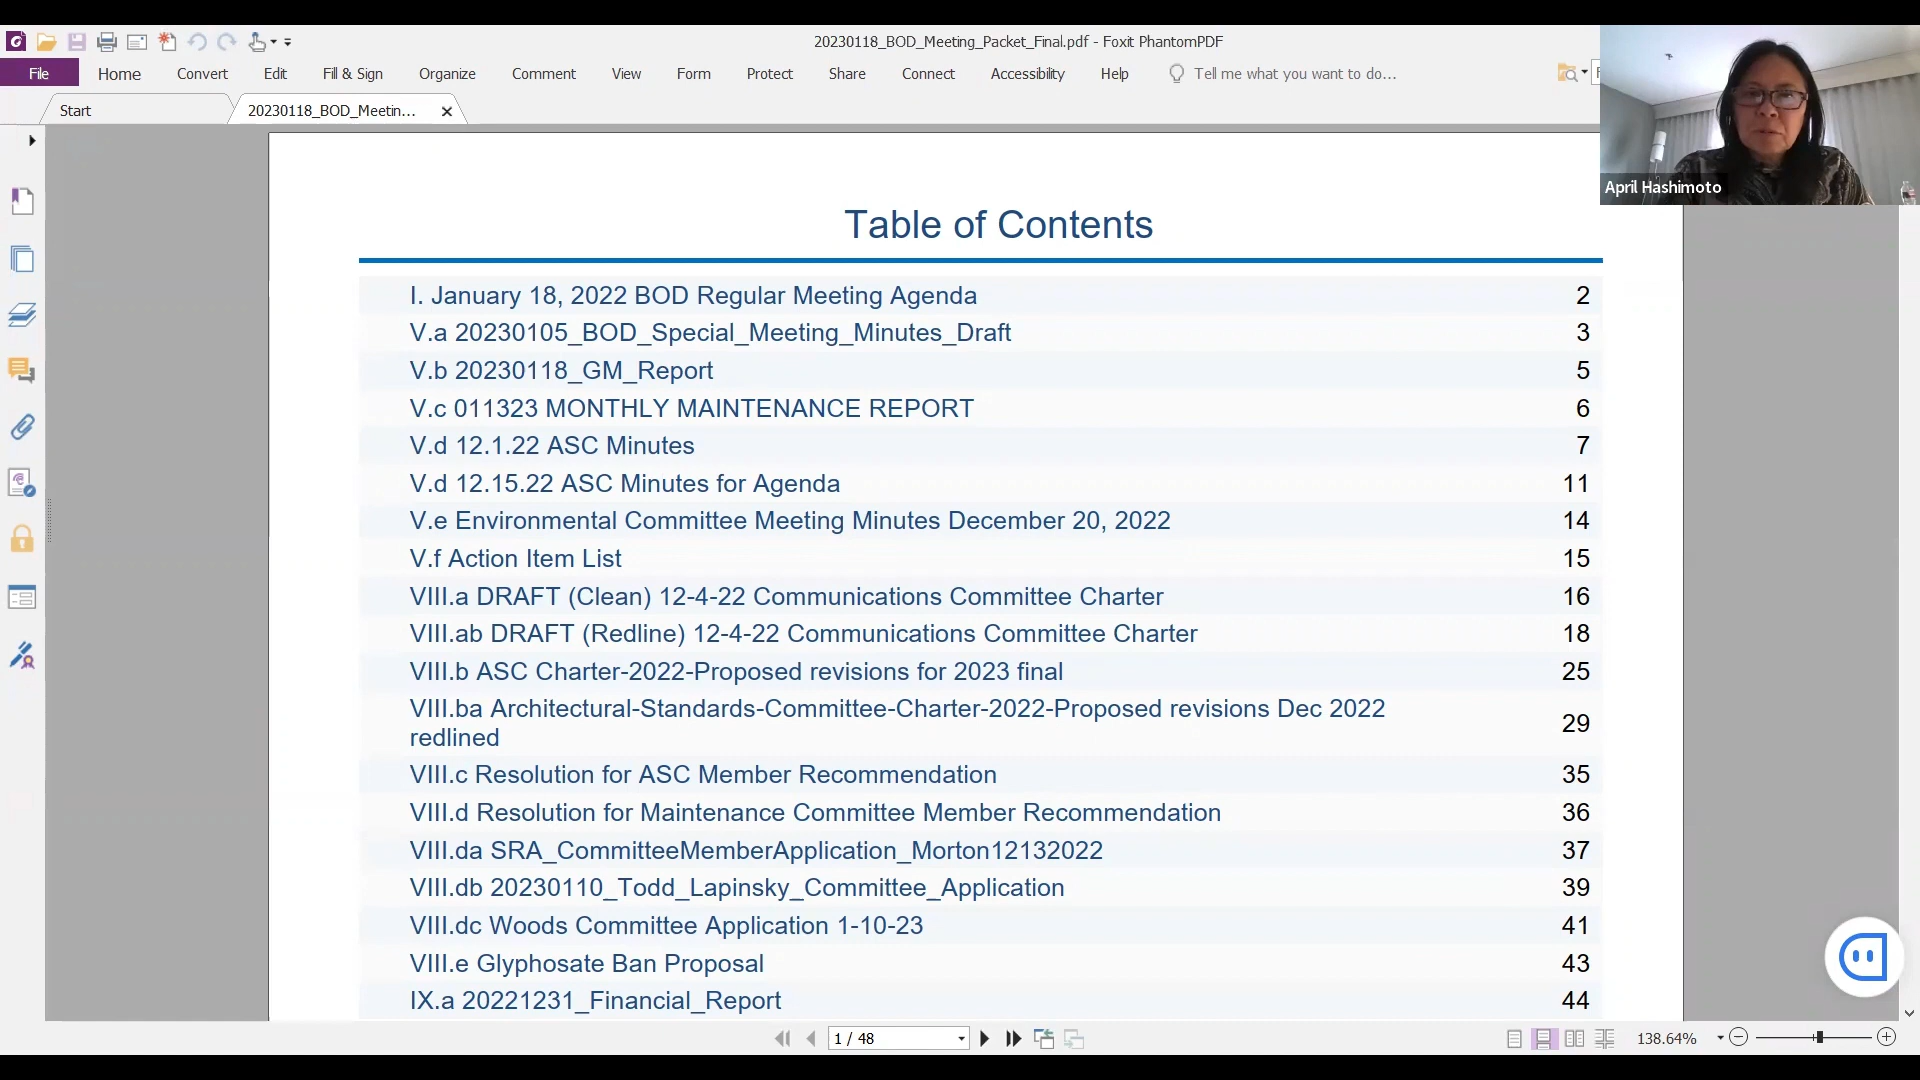 20230118_BOD_Meeting_Packet_Final.pdf - Foxit PhantomPDF
File Home Convert Edit Fill & Sign Organize Comment View Form Protect Share Connect Accessibility Help Tell me what you want to do...
Start 20230118_BOD_Meetin...
April Hashimoto
Table of Contents
I. January 18, 2022 BOD Regular Meeting Agenda 2
V.a 20230105_BOD_Special_Meeting_Minutes_Draft 3
V.b 20230118_GM_Report 5
V.c 011323 MONTHLY MAINTENANCE REPORT 6
V.d 12.1.22 ASC Minutes 7
V.d 12.15.22 ASC Minutes for Agenda 11
V.e Environmental Committee Meeting Minutes December 20, 2022 14
V.f Action Item List 15
VIII.a DRAFT (Clean) 12-4-22 Communications Committee Charter 16
VIII.ab DRAFT (Redline) 12-4-22 Communications Committee Charter 18
VIII.b ASC Charter-2022-Proposed revisions for 2023 final 25
VIII.ba Architectural-Standards-Committee-Charter-2022-Proposed revisions Dec 2022
redlined 29
VIII.c Resolution for ASC Member Recommendation 35
VIII.d Resolution for Maintenance Committee Member Recommendation 36
VIII.da SRA_CommitteeMemberApplication_Morton12132022 37
VIII.db 20230110_Todd_Lapinsky_Committee_Application 39
VIII.dc Woods Committee Application 1-10-23 41
VIII.e Glyphosate Ban Proposal 43
IX.a 20221231_Financial_Report 44
1 / 48
138.64%